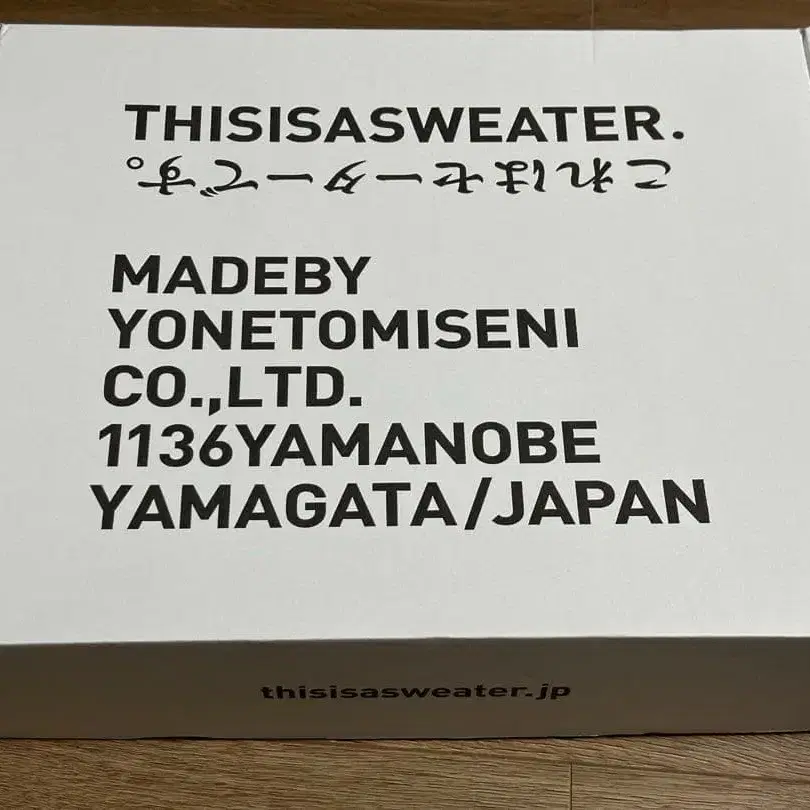 THISISASWEATER.
これはセーターです。
MADEBY
YONETOMISENI
CO.,LTD.
1136YAMANOBE
YAMAGATA/JAPAN
thisisasweater.jp